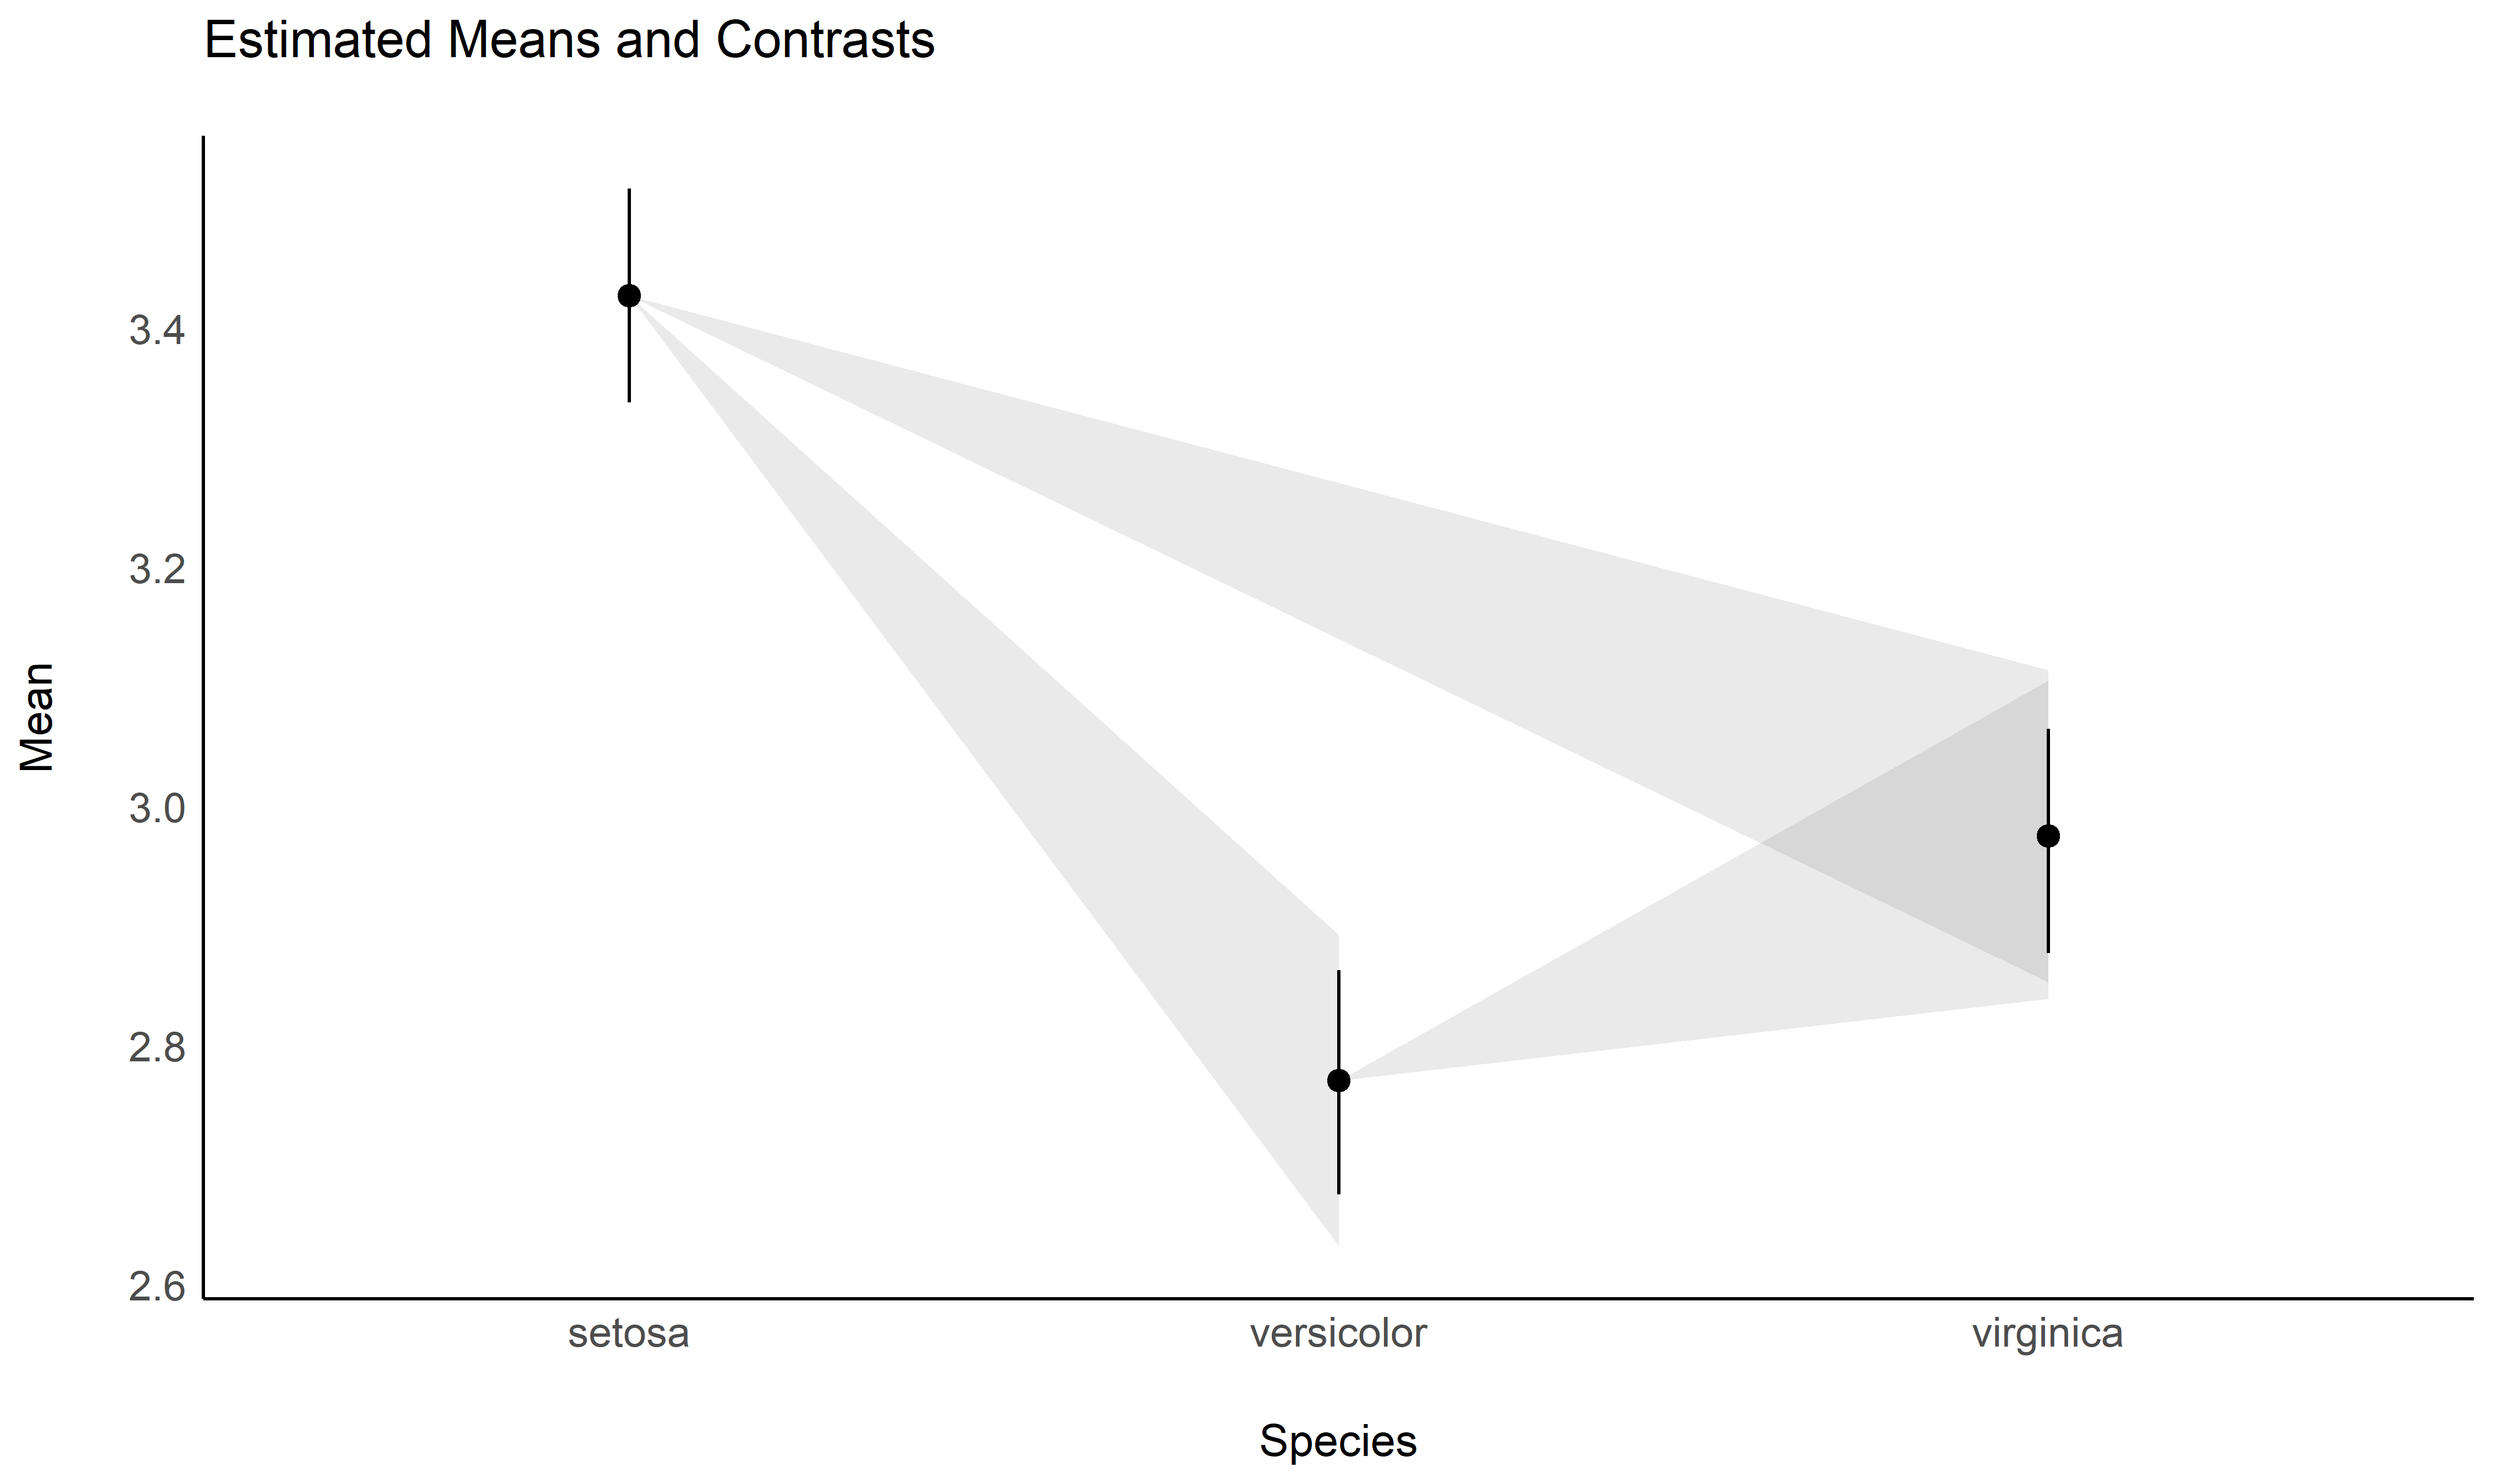 Estimated Means and Contrasts
Mean
3.4
3.2
3.0
2.8
2.6
setosa versicolor virginica
Species